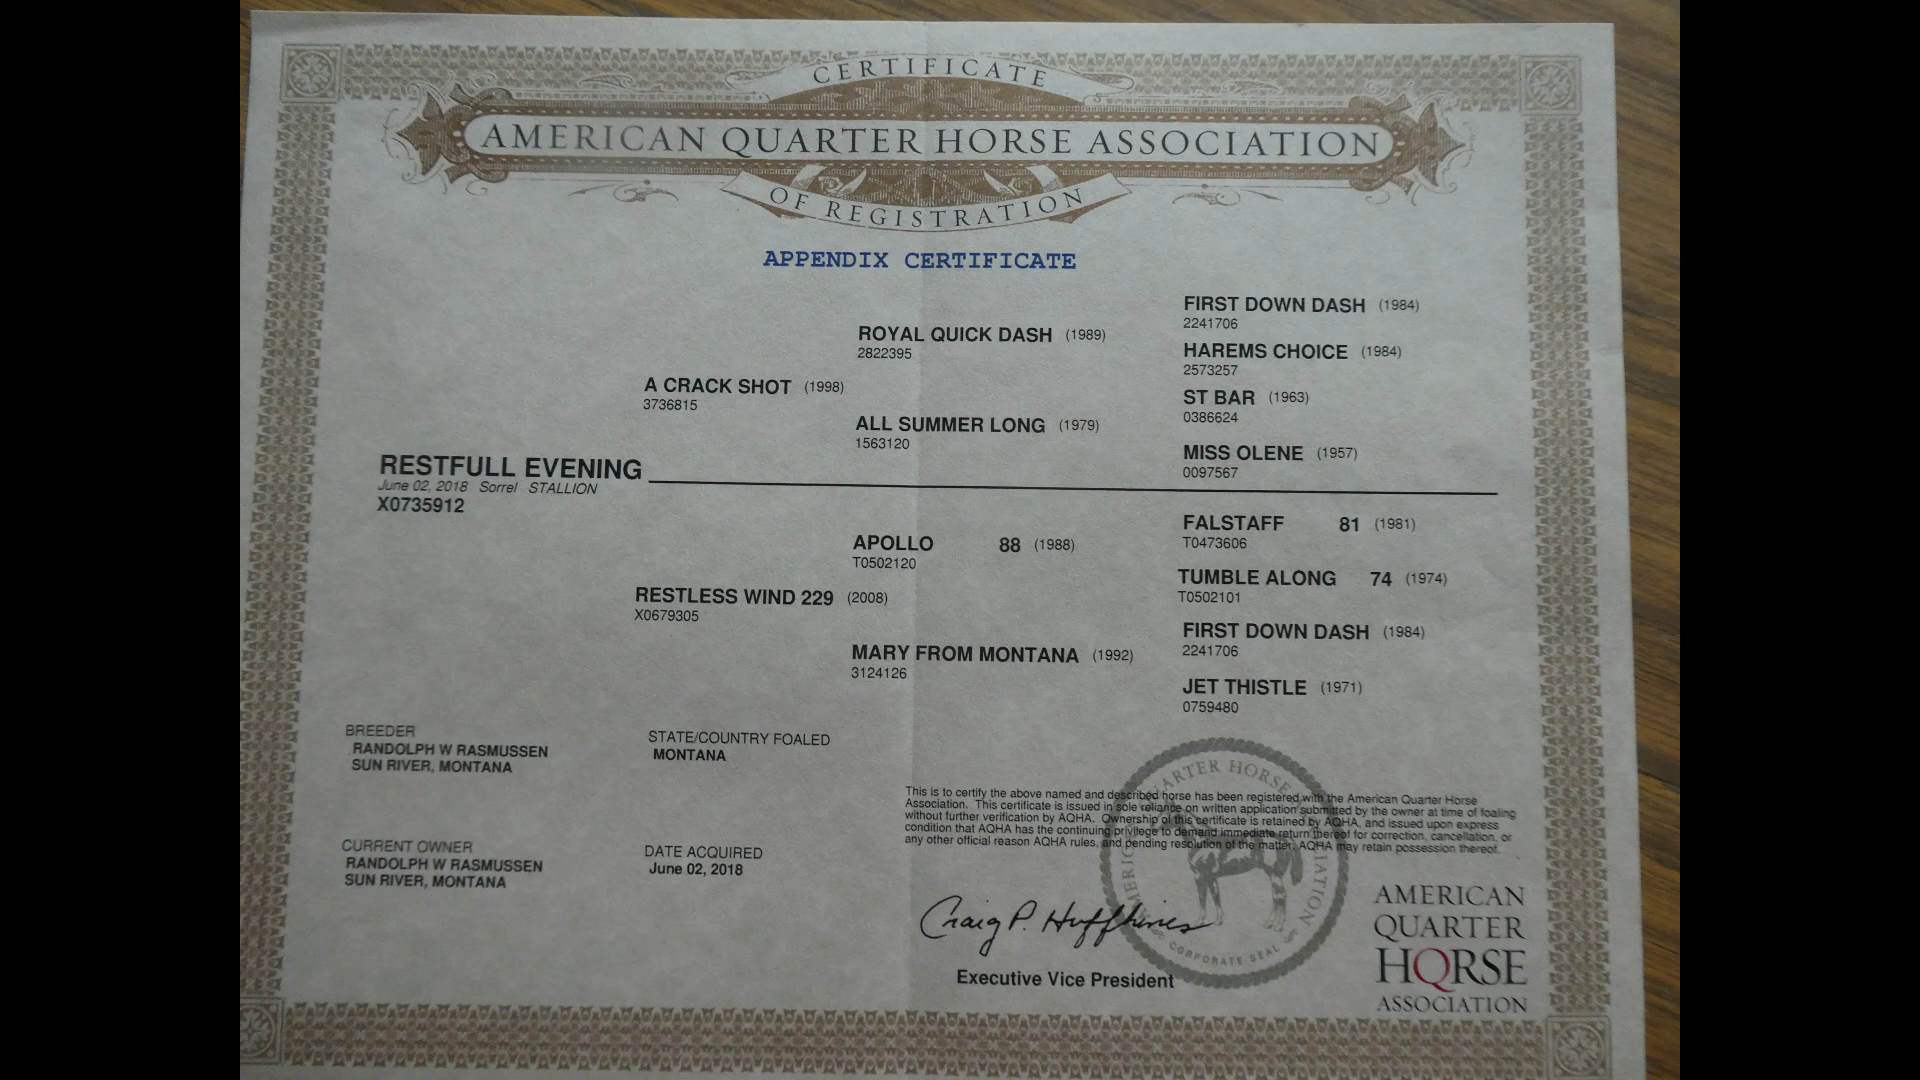 CERTIFICATE
AMERICAN QUARTER HORSE ASSOCIATION
OF REGISTRATION
APPENDIX CERTIFICATE
FIRST DOWN DASH (1984)
2241706
ROYAL QUICK DASH (1989)
2822395
HAREMS CHOICE (1984)
2573257
A CRACK SHOT (1998)
3736815
ST BAR (1963)
0386624
ALL SUMMER LONG (1979)
1563120
MISS OLENE (1957)
0097567
RESTFULL EVENING
June 02, 2018 Sorrel STALLION
X0735912
FALSTAFF 81 (1981)
T0473606
APOLLO 88 (1988)
T0502120
TUMBLE ALONG 74 (1974)
T0502101
RESTLESS WIND 229 (2008)
X0679305
FIRST DOWN DASH (1984)
2241706
MARY FROM MONTANA (1992)
3124126
JET THISTLE (1971)
0759480
BREEDER
RANDOLPH W RASMUSSEN
SUN RIVER, MONTANA
STATE/COUNTRY FOALED
MONTANA
This is to certify the above named and described horse has been registered with the American Quarter Horse
Association. This certificate is issued in sole reliance on written application submitted by the owner at time of foaling
without further verification by AQHA. Ownership of this certificate is retained by AQHA, and issued upon express
condition that AQHA has the continuing privilege to demand immediate return thereof for correction, cancellation, or
any other official reason AQHA rules, and pending resolution of the matter, AQHA may retain possession thereof.
CURRENT OWNER
RANDOLPH W RASMUSSEN
SUN RIVER, MONTANA
DATE ACQUIRED
June 02, 2018
Craig P. Huffhines
Executive Vice President
QUARTER HORSE
CORPORATE SEAL
AMERICAN
QUARTER
HORSE
ASSOCIATION